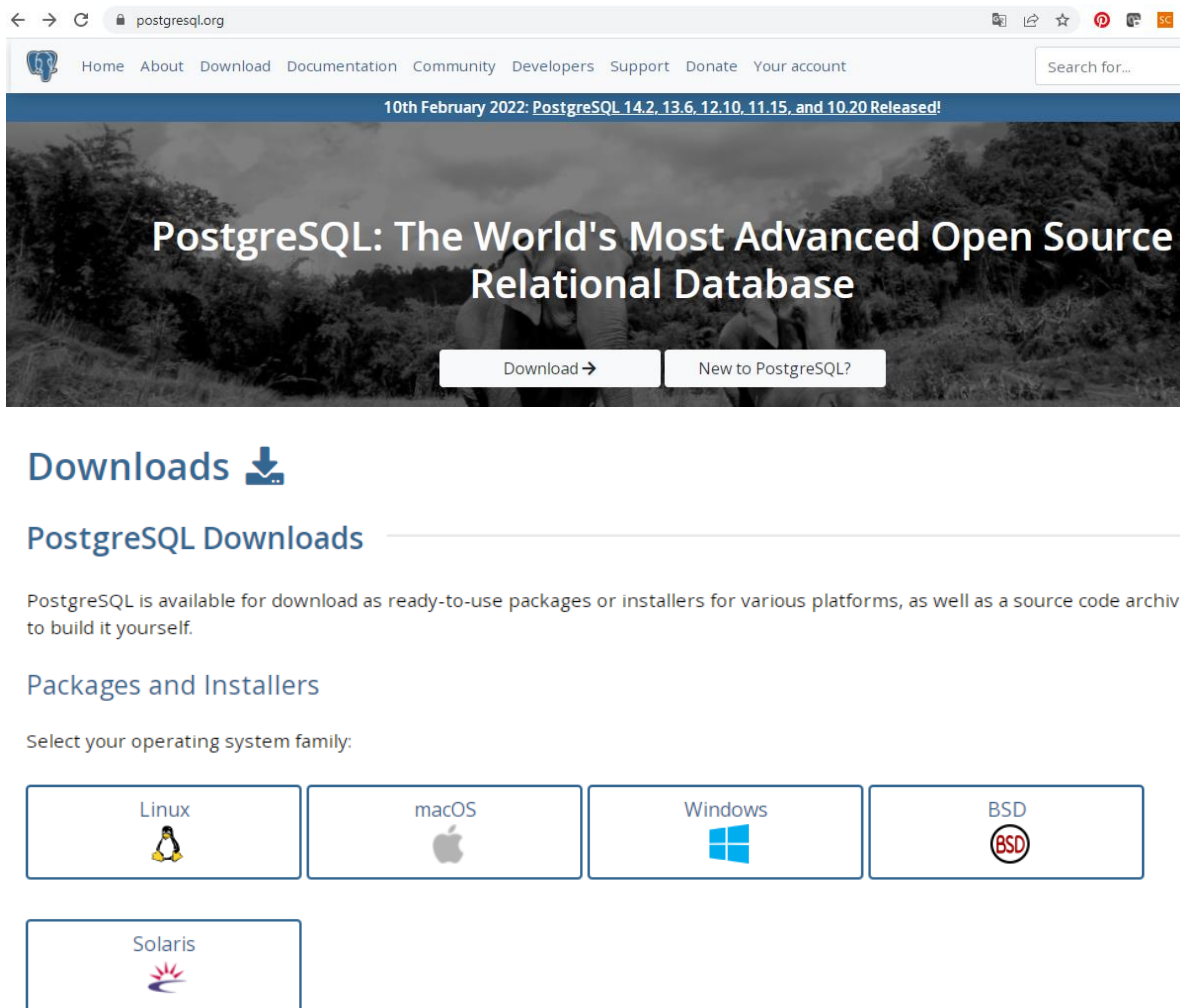 postgresql.org
SC
Home About Download Documentation Community Developers Support Donate Your account
Search for...
10th February 2022: PostgreSQL 14.2, 13.6, 12.10, 11.15, and 10.20 Released!
PostgreSQL: The World's Most Advanced Open Source
Relational Database
Download
New to PostgreSQL?
Downloads
PostgreSQL Downloads
PostgreSQL is available for download as ready-to-use packages or installers for various platforms, as well as a source code archiv
to build it yourself.
Packages and Installers
Select your operating system family:
Linux
macOS
Windows
BSD
BSD
Solaris